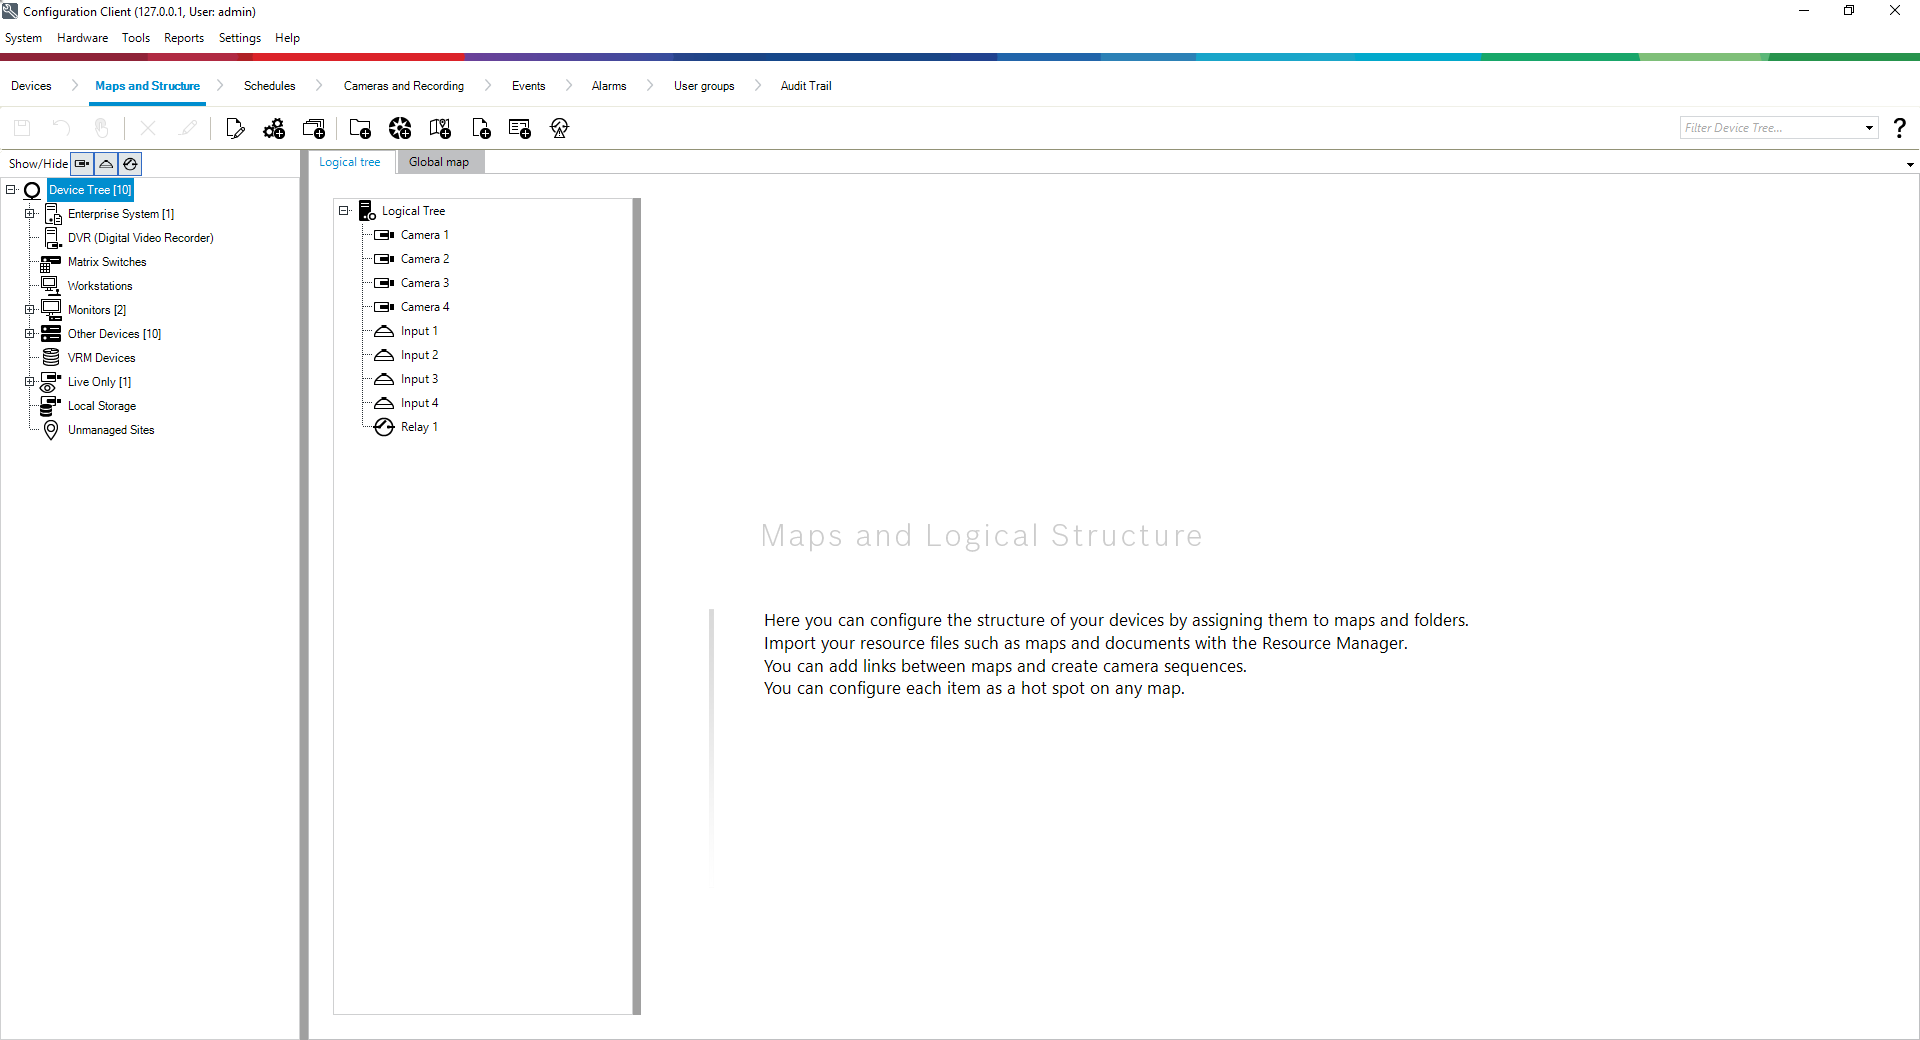 Configuration Client (127.0.0.1, User: admin)
System Hardware Tools Reports Settings Help
Devices Maps and Structure Schedules Cameras and Recording Events Alarms User groups Audit Trail
Filter Device Tree... ?
Show/Hide
Logical tree Global map
Device Tree [10]
Enterprise System [1]
DVR (Digital Video Recorder)
Matrix Switches
Workstations
Monitors [2]
Other Devices [10]
VRM Devices
Live Only [1]
Local Storage
Unmanaged Sites
Logical Tree
Camera 1
Camera 2
Camera 3
Camera 4
Input 1
Input 2
Input 3
Input 4
Relay 1
Maps and Logical Structure
Here you can configure the structure of your devices by assigning them to maps and folders.
Import your resource files such as maps and documents with the Resource Manager.
You can add links between maps and create camera sequences.
You can configure each item as a hot spot on any map.